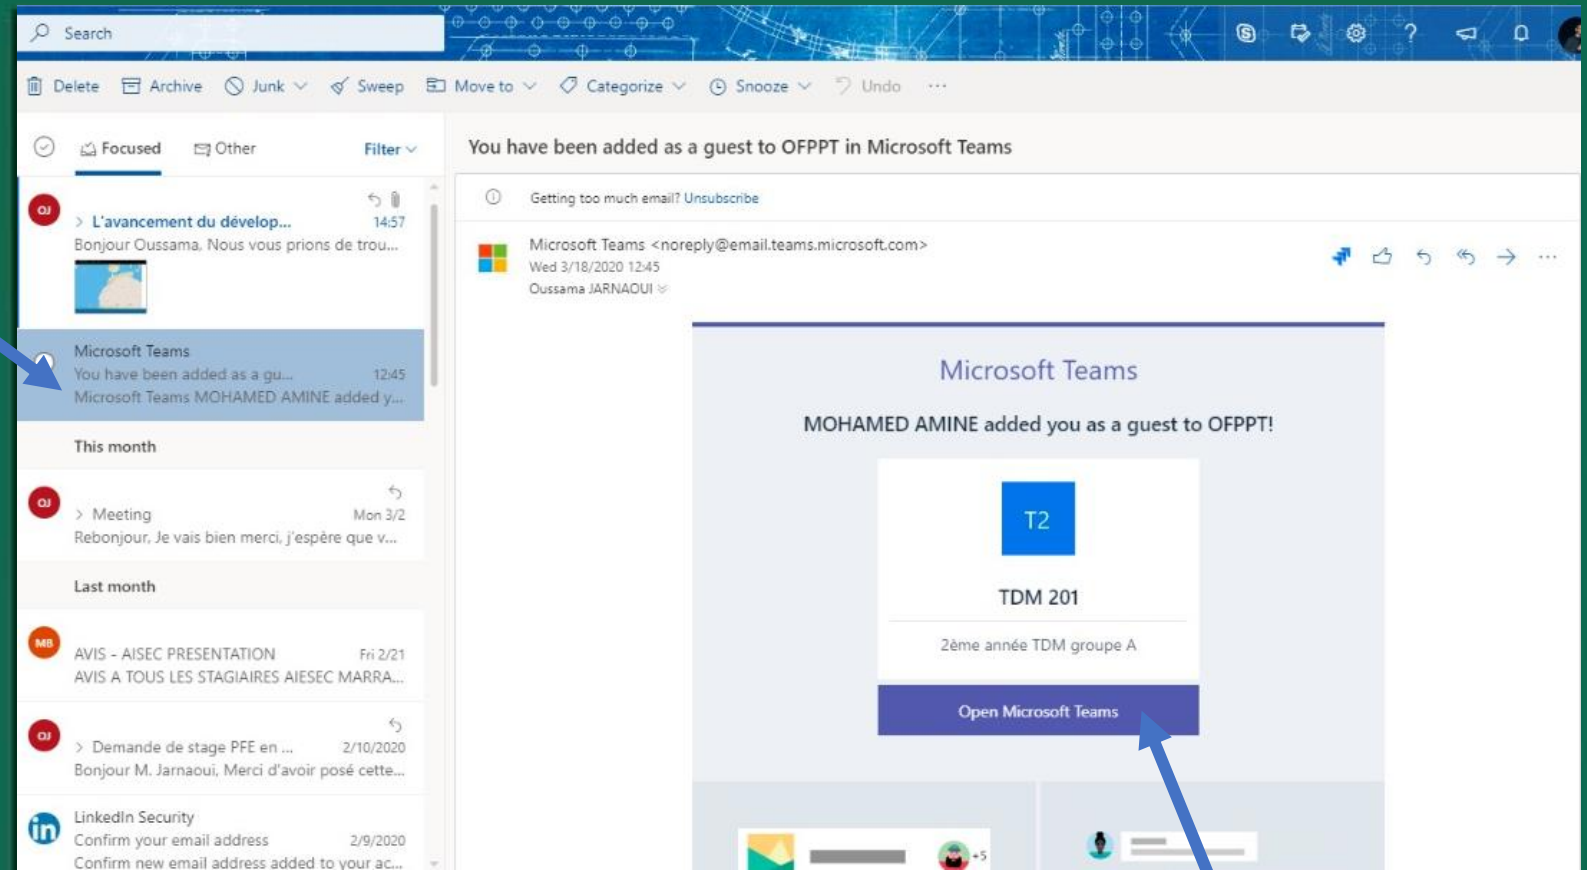 Search
Delete Archive Junk Sweep Move to Categorize Snooze Undo ...
Focused Other Filter
OJ
> L'avancement du dévelop... 14:57
Bonjour Oussama, Nous vous prions de trou...
Microsoft Teams
You have been added as a gu... 12:45
Microsoft Teams MOHAMED AMINE added y...
This month
OJ
> Meeting Mon 3/2
Rebonjour, Je vais bien merci, j'espère que v...
Last month
MB
AVIS - AISEC PRESENTATION Fri 2/21
AVIS A TOUS LES STAGIAIRES AIESEC MARRA...
OJ
> Demande de stage PFE en ... 2/10/2020
Bonjour M. Jarnaoui, Merci d'avoir posé cette...
in
LinkedIn Security
Confirm your email address 2/9/2020
Confirm new email address added to your ac...
You have been added as a guest to OFPPT in Microsoft Teams
Getting too much email? Unsubscribe
Microsoft Teams <noreply@email.teams.microsoft.com>
Wed 3/18/2020 12:45
Oussama JARNAOUI
Microsoft Teams
MOHAMED AMINE added you as a guest to OFPPT!
T2
TDM 201
2ème année TDM groupe A
Open Microsoft Teams
+5